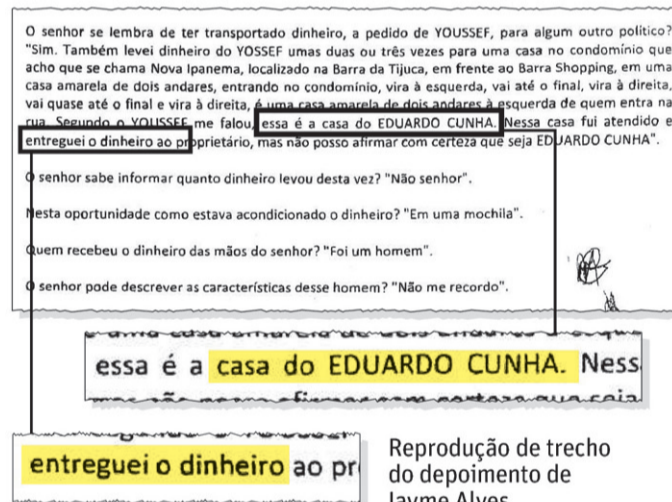 O senhor se lembra de ter transportado dinheiro, a pedido de YOUSSEF, para algum outro politico?
"Sim. Também levei dinheiro do YOSSEF umas duas ou três vezes para uma casa no condomínio que
acho que se chama Nova Ipanema, localizado na Barra da Tijuca, em frente ao Barra Shopping, em uma
casa amarela de dois andares, entrando no condomínio, vira à esquerda, vai até o final, vira à direita,
vai quase até o final e vira à direita, é uma casa amarela de dois andares à esquerda de quem entra na
rua. Segundo o YOUSSEF me falou, essa é a casa do EDUARDO CUNHA. Nessa casa fui atendido e
entreguei o dinheiro ao proprietário, mas não posso afirmar com certeza que seja EDUARDO CUNHA".
O senhor sabe informar quanto dinheiro levou desta vez? "Não senhor".
Nesta oportunidade como estava acondicionado o dinheiro? "Em uma mochila".
Quem recebeu o dinheiro das mãos do senhor? "Foi um homem".
O senhor pode descrever as características desse homem? "Não me recordo".
essa é a casa do EDUARDO CUNHA. Ness
entreguei o dinheiro ao pr
Reprodução de trecho
do depoimento de
Jayme Alves